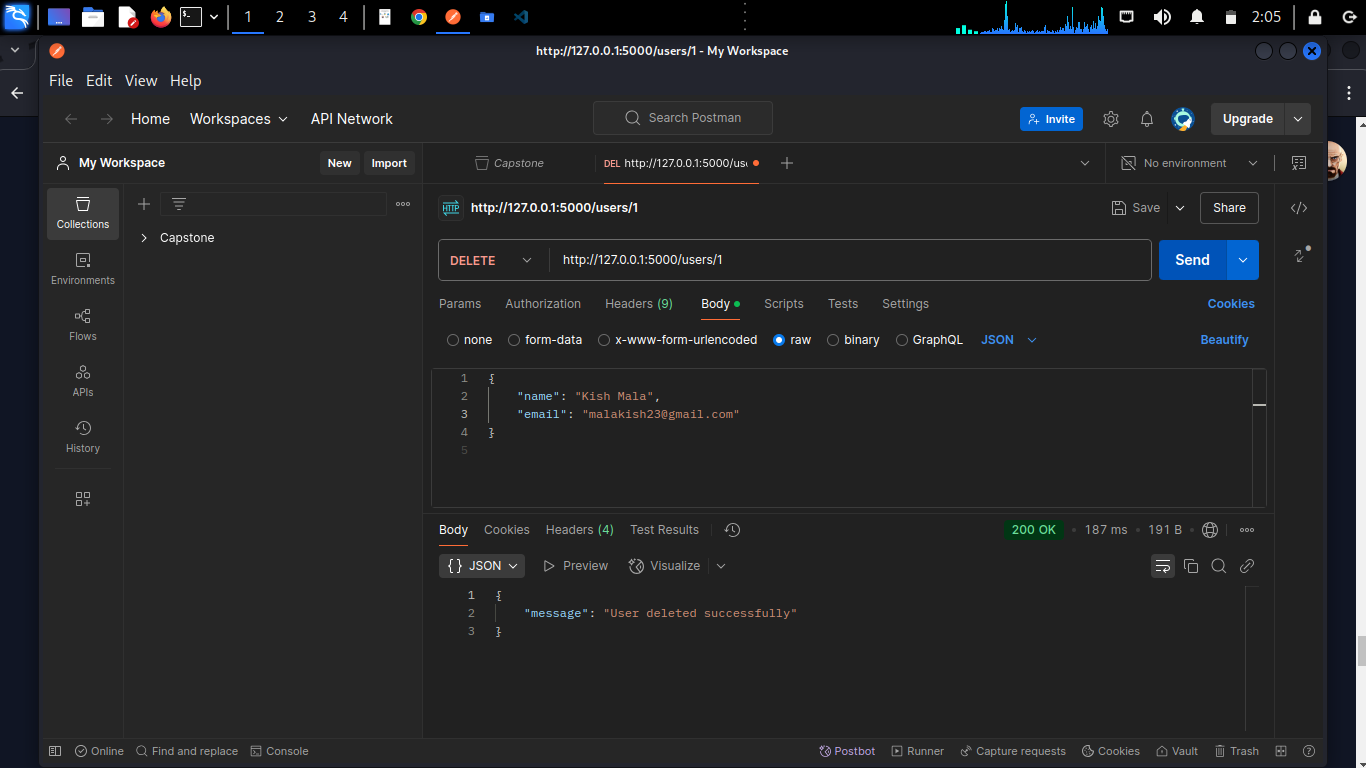 1 2 3 4 2:05
http://127.0.0.1:5000/users/1 - My Workspace
File Edit View Help
Home Workspaces API Network Search Postman Invite Upgrade
My Workspace New Import Capstone DEL http://127.0.0.1:5000/use No environment
Collections
Environments
Flows
APIs
History
Capstone
HTTP http://127.0.0.1:5000/users/1 Save Share
DELETE http://127.0.0.1:5000/users/1 Send
Params Authorization Headers (9) Body Scripts Tests Settings Cookies
none form-data x-www-form-urlencoded raw binary GraphQL JSON Beautify
1 {
2 "name": "Kish Mala",
3 "email": "malakish23@gmail.com"
4 }
5
Body Cookies Headers (4) Test Results 200 OK • 187 ms • 191 B
{} JSON Preview Visualize
1 {
2 "message": "User deleted successfully"
3 }
Online Find and replace Console Postbot Runner Capture requests Cookies Vault Trash